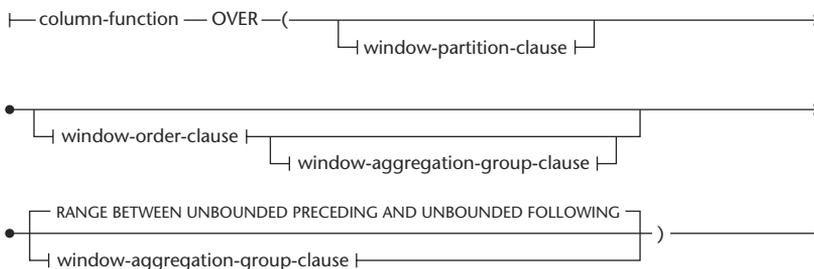 column-function OVER (
window-partition-clause
window-order-clause
window-aggregation-group-clause
RANGE BETWEEN UNBOUNDED PRECEDING AND UNBOUNDED FOLLOWING
)
window-aggregation-group-clause